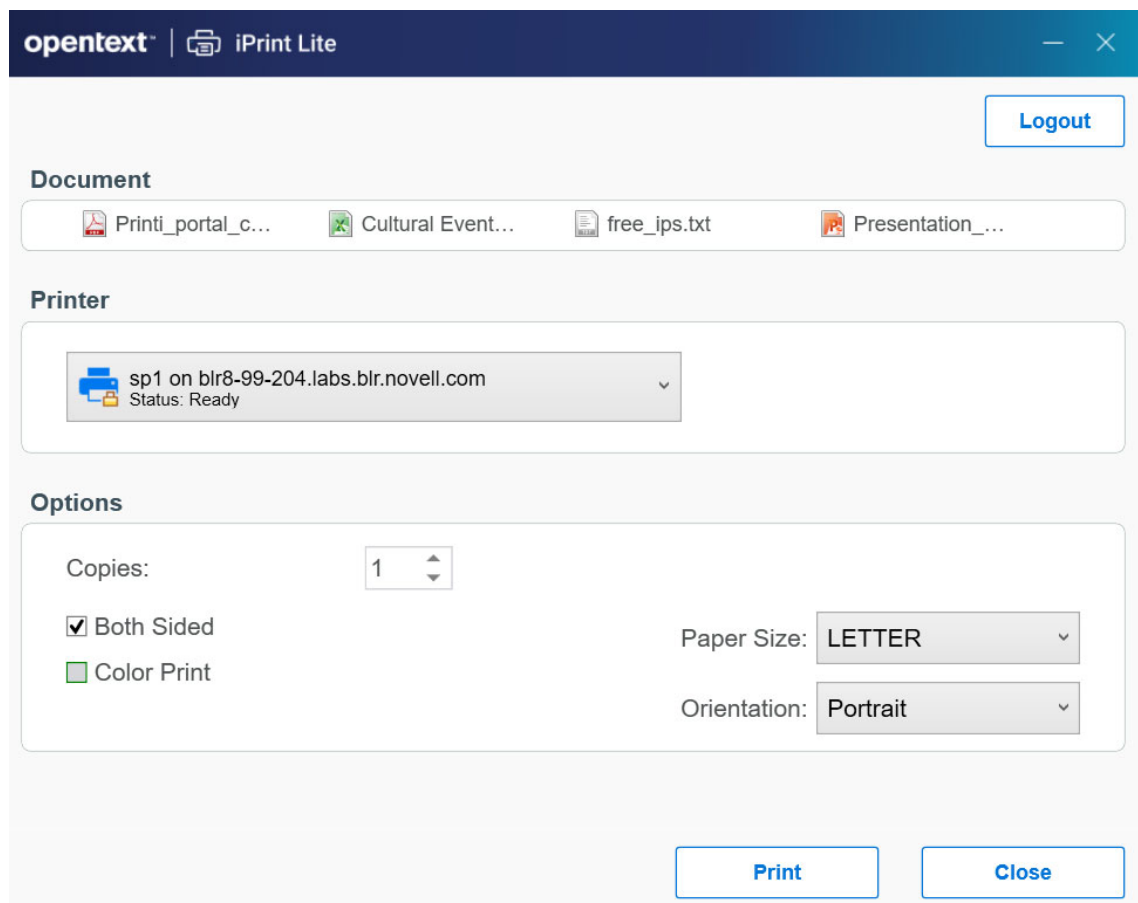 opentext™ | iPrint Lite
Logout
Document
Printi_portal_c... Cultural Event... free_ips.txt Presentation_...
Printer
sp1 on blr8-99-204.labs.blr.novell.com
Status: Ready
Options
Copies: 1
Both Sided
Paper Size: LETTER
Color Print
Orientation: Portrait
Print Close